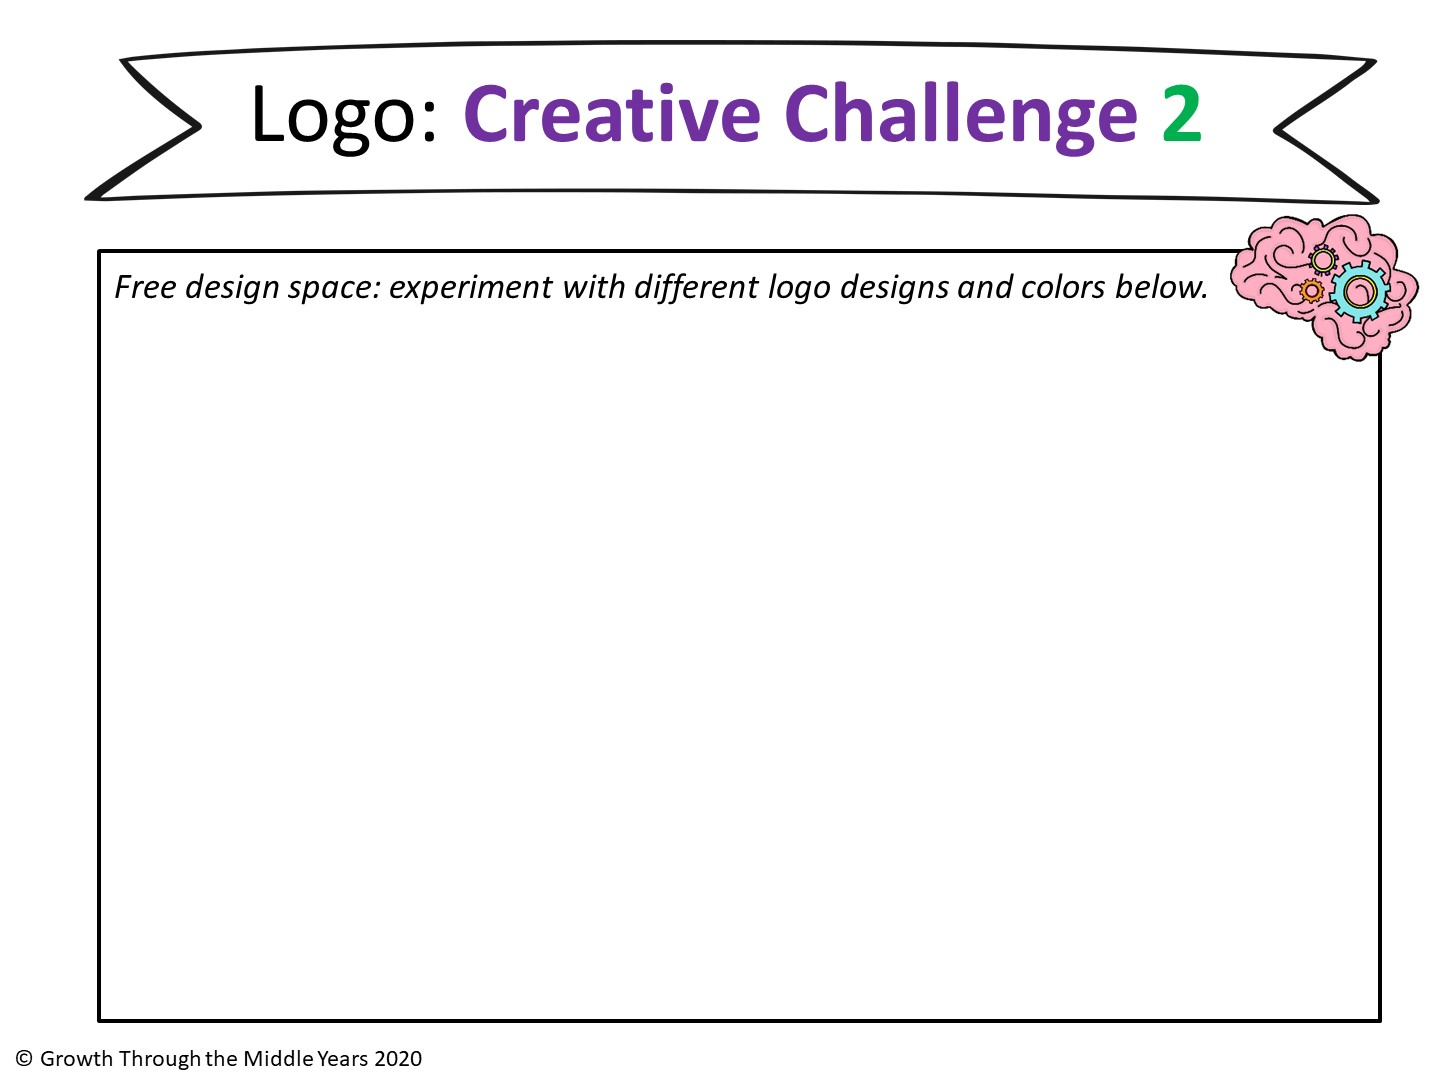 Logo: Creative Challenge 2
Free design space: experiment with different logo designs and colors below.
© Growth Through the Middle Years 2020